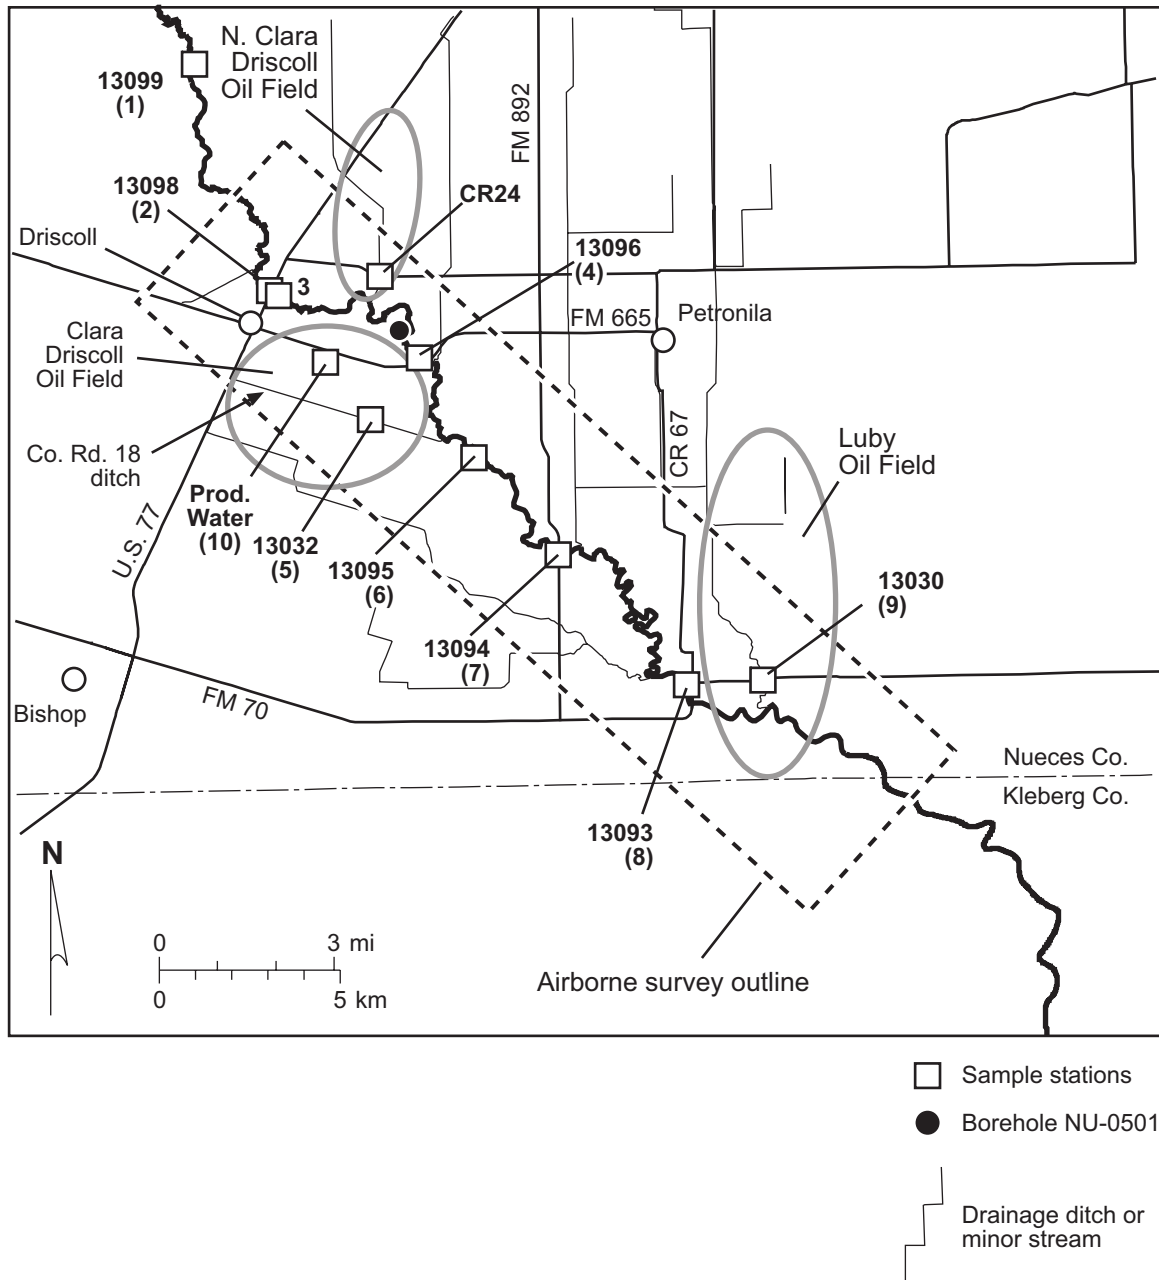 N. Clara
Driscoll
Oil Field
13099
(1)
FM 892
13098
(2)
CR24
Driscoll
13096
(4)
3
FM 665
Petronila
Clara
Driscoll
Oil Field
CR 67
Luby
Oil Field
Co. Rd. 18
ditch
Prod.
Water
(10)
13032
(5)
13095
(6)
U.S. 77
13030
(9)
13094
(7)
Bishop
FM 70
Nueces Co.
Kleberg Co.
13093
(8)
N
0 3 mi
0 5 km
Airborne survey outline
Sample stations
Borehole NU-0501
Drainage ditch or
minor stream